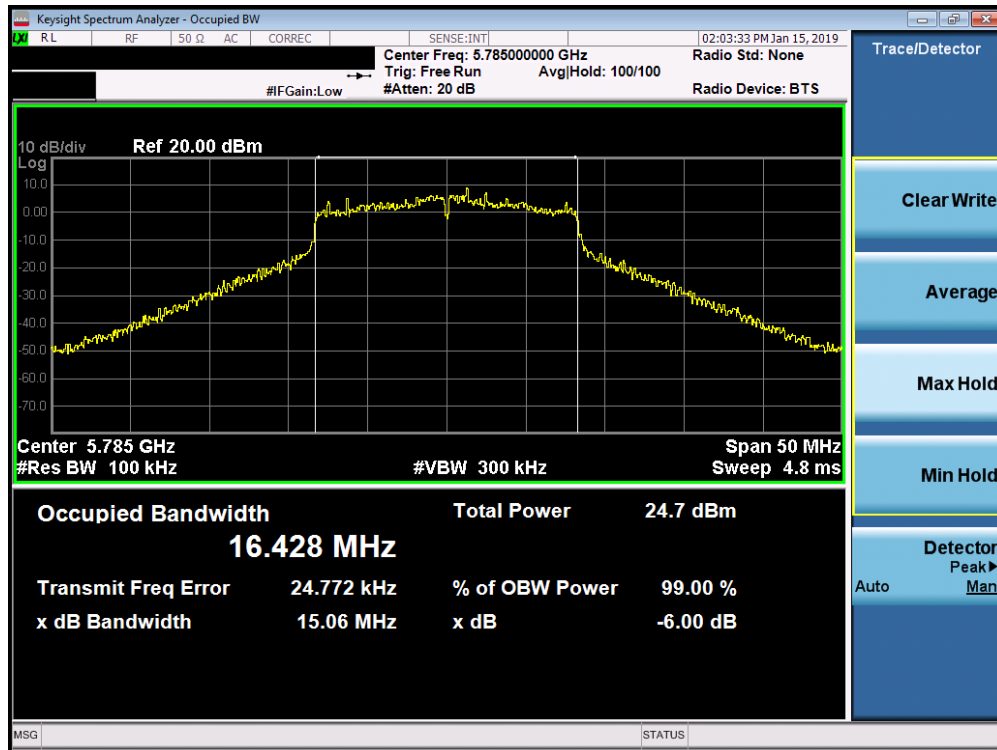 Keysight Spectrum Analyzer - Occupied BW
LXI RL RF 50 Ω AC CORREC SENSE:INT 02:03:33 PM Jan 15, 2019
Center Freq: 5.785000000 GHz Radio Std: None
Trig: Free Run Avg|Hold: 100/100
#IFGain:Low #Atten: 20 dB Radio Device: BTS
Trace/Detector
10 dB/div Ref 20.00 dBm
Log
10.0
0.00
-10.0
-20.0
-30.0
-40.0
-50.0
-60.0
-70.0
Center 5.785 GHz Span 50 MHz
#Res BW 100 kHz #VBW 300 kHz Sweep 4.8 ms
Occupied Bandwidth Total Power 24.7 dBm
16.428 MHz
Transmit Freq Error 24.772 kHz % of OBW Power 99.00 %
x dB Bandwidth 15.06 MHz x dB -6.00 dB
Clear Write
Average
Max Hold
Min Hold
Detector
Peak▶
Auto Man
MSG STATUS